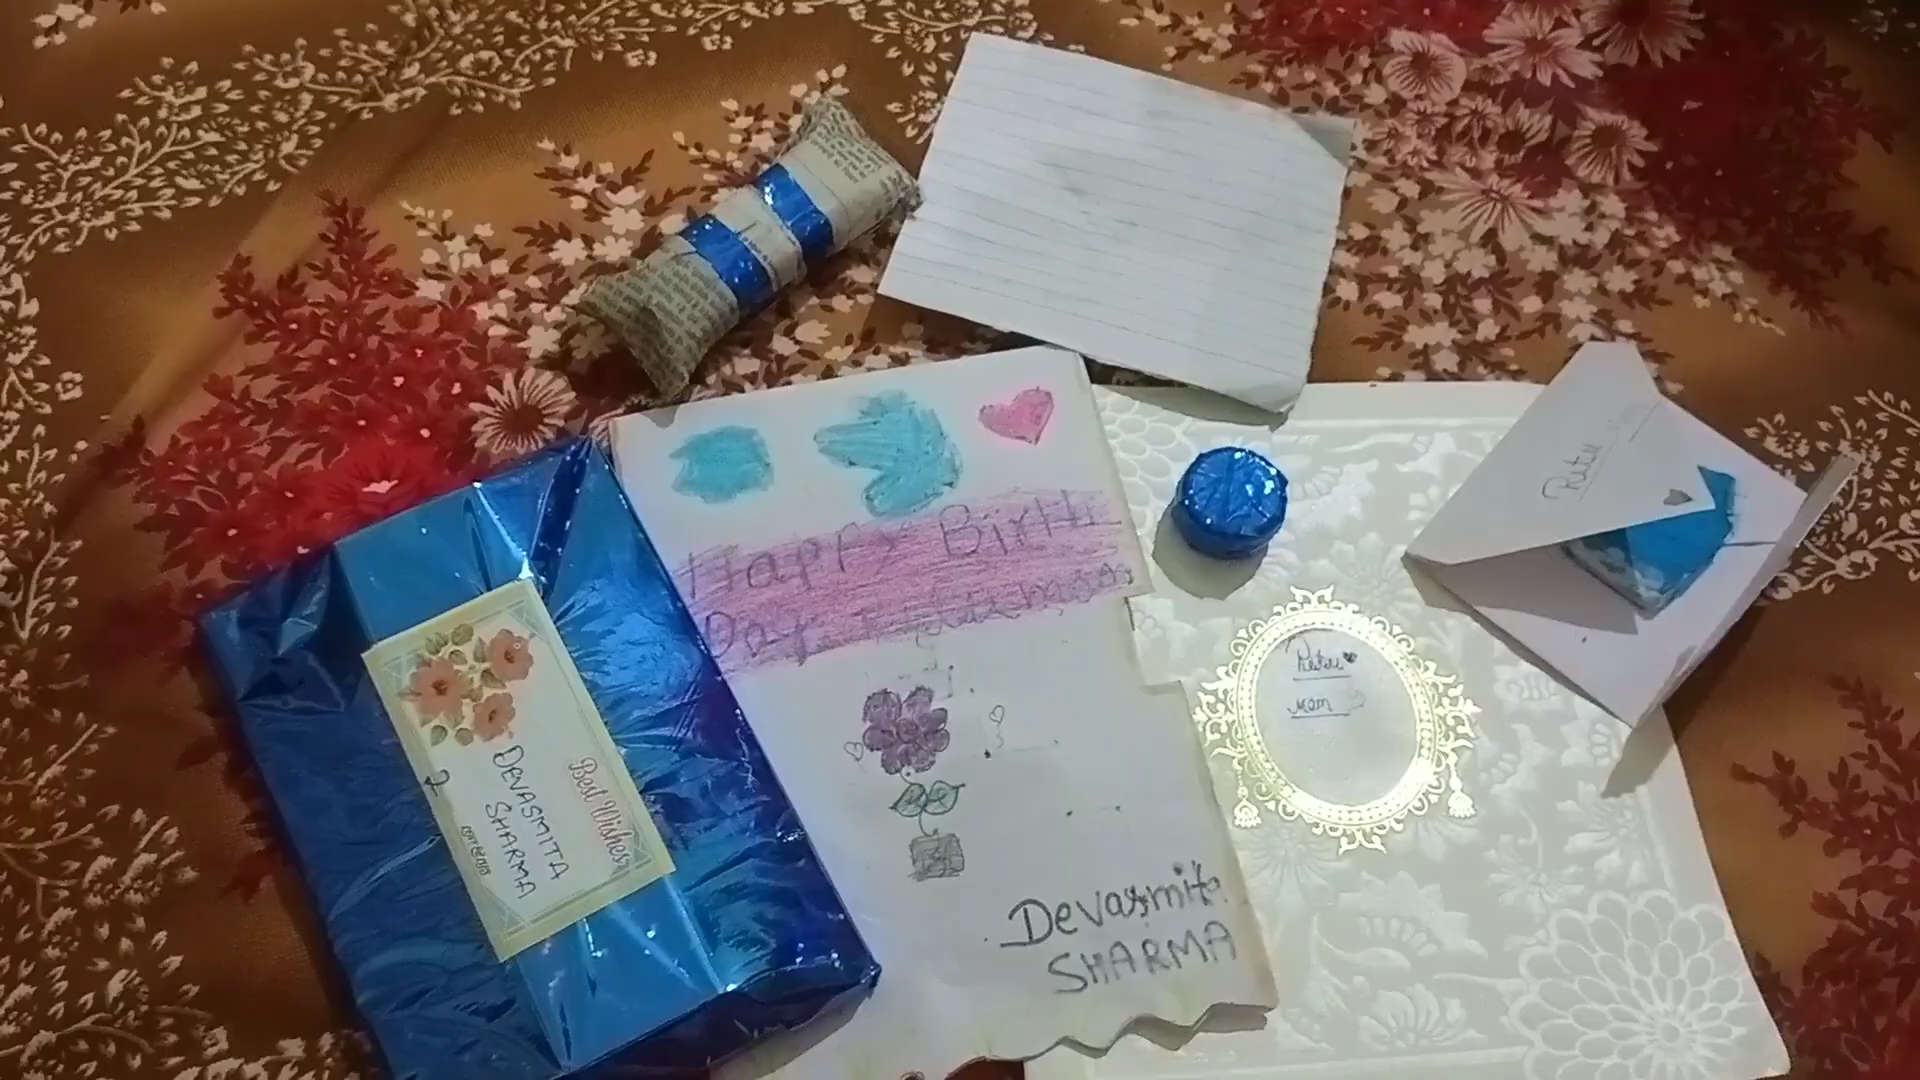 Ritu
Happy Birth
Day
Ritu
mam
Best Wishes
DEVASMITA
SHARMA
Devasmita
SHARMA